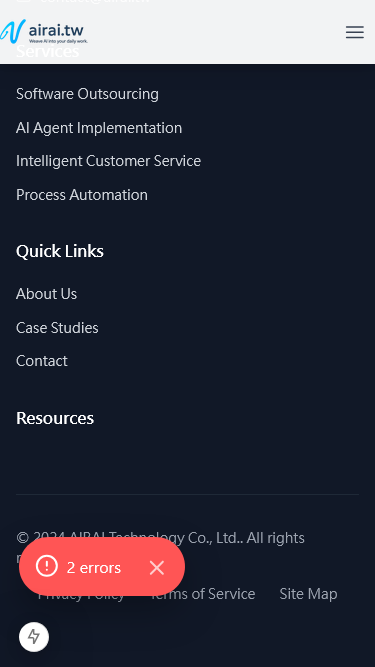 airai.tw
Weave AI into your daily work.
Services
Software Outsourcing
AI Agent Implementation
Intelligent Customer Service
Process Automation
Quick Links
About Us
Case Studies
Contact
Resources
© 2024 AIRAI Technology Co., Ltd.. All rights
2 errors
Privacy Policy
Terms of Service
Site Map